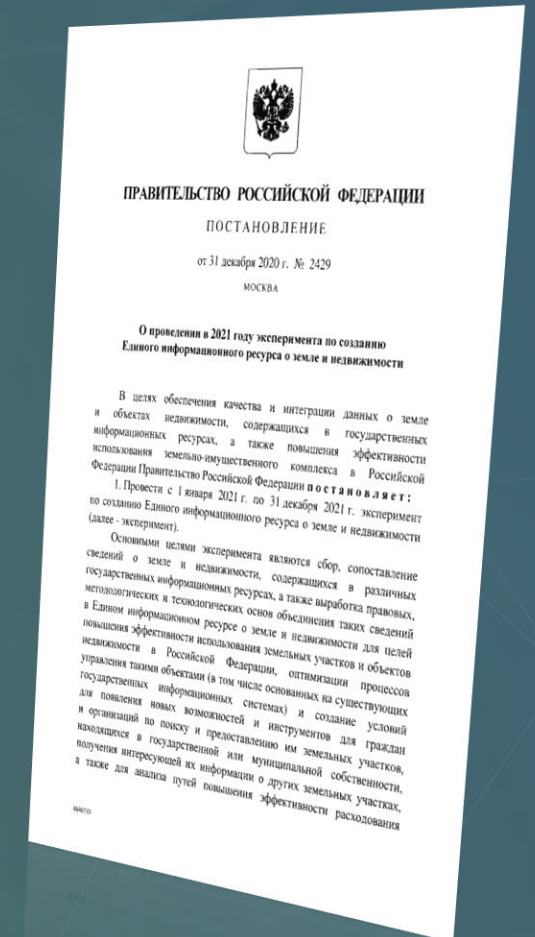 ПРАВИТЕЛЬСТВО РОССИЙСКОЙ ФЕДЕРАЦИИ
ПОСТАНОВЛЕНИЕ
от 31 декабря 2020 г. № 2429
МОСКВА
О проведении в 2021 году эксперимента по созданию
Единого информационного ресурса о земле и недвижимости
В целях обеспечения качества и интеграции данных о земле
и объектах недвижимости, содержащихся в государственных
информационных ресурсах, а также повышения эффективности
использования земельно-имущественного комплекса в Российской
Федерации Правительство Российской Федерации постановляет:
1. Провести с 1 января 2021 г. по 31 декабря 2021 г. эксперимент
по созданию Единого информационного ресурса о земле и недвижимости
(далее - эксперимент).
Основными целями эксперимента являются сбор, сопоставление
сведений о земле и недвижимости, содержащихся в различных
государственных информационных ресурсах, а также выработка правовых,
методологических и технологических основ объединения таких сведений
в Едином информационном ресурсе о земле и недвижимости для целей
повышения эффективности использования земельных участков и объектов
недвижимости в Российской Федерации, оптимизации процессов
управления такими объектами (в том числе основанных на существующих
государственных информационных системах) и создание условий
для появления новых возможностей и инструментов для граждан
и организаций по поиску и предоставлению им земельных участков,
находящихся в государственной или муниципальной собственности,
получения интересующей их информации о других земельных участках,
а также для анализа путей повышения эффективности расходования